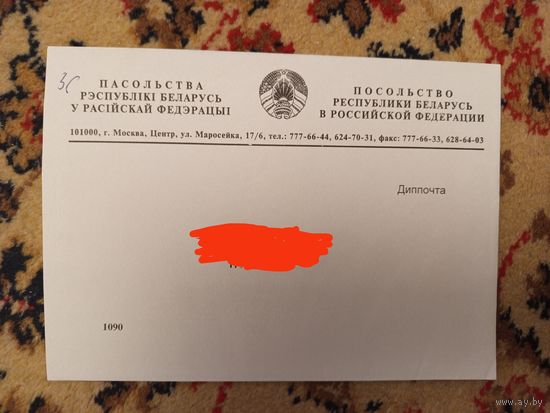 ЗС
ПАСОЛЬСТВА
РЭСПУБЛІКІ БЕЛАРУСЬ
У РАСІЙСКАЙ ФЕДЭРАЦЫІ
ПОСОЛЬСТВО
РЕСПУБЛИКИ БЕЛАРУСЬ
В РОССИЙСКОЙ ФЕДЕРАЦИИ
101000, г. Москва, Центр, ул. Маросейка, 17/6, тел.: 777-66-44, 624-70-31, факс: 777-66-33, 628-64-03
Диппочта
1090
www.ay.by